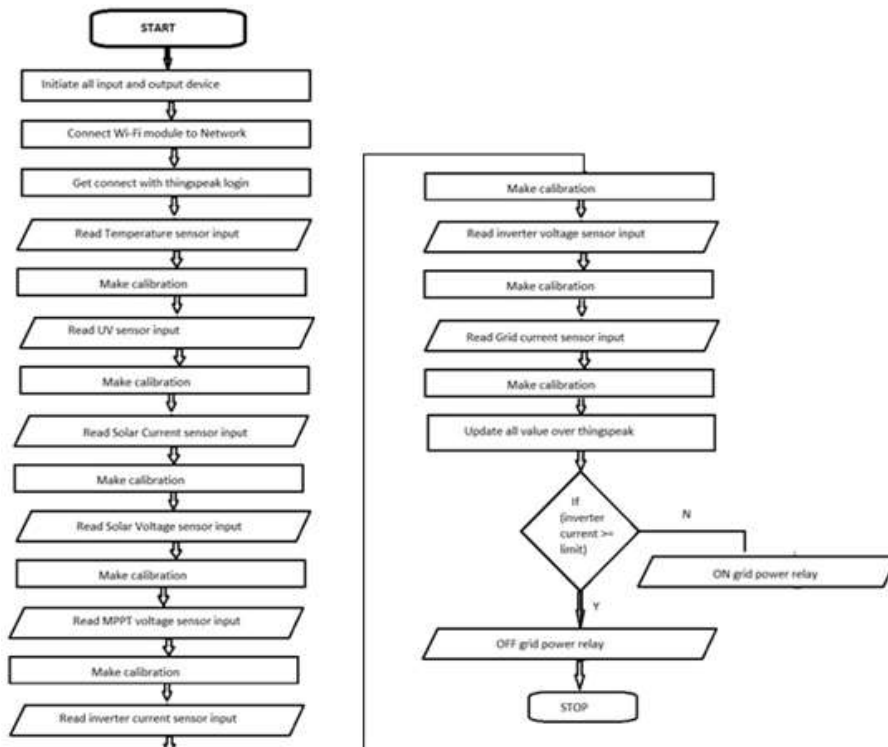 START
Initiate all input and output device
Connect Wi-Fi module to Network
Get connect with thingspeak login
Read Temperature sensor input
Make calibration
Read UV sensor input
Make calibration
Read Solar Current sensor input
Make calibration
Read Solar Voltage sensor input
Make calibration
Read MPPT voltage sensor input
Make calibration
Read inverter current sensor input
Make calibration
Read inverter voltage sensor input
Make calibration
Read Grid current sensor input
Make calibration
Update all value over thingspeak
If
(inverter
current >=
limit)
N
ON grid power relay
Y
OFF grid power relay
STOP